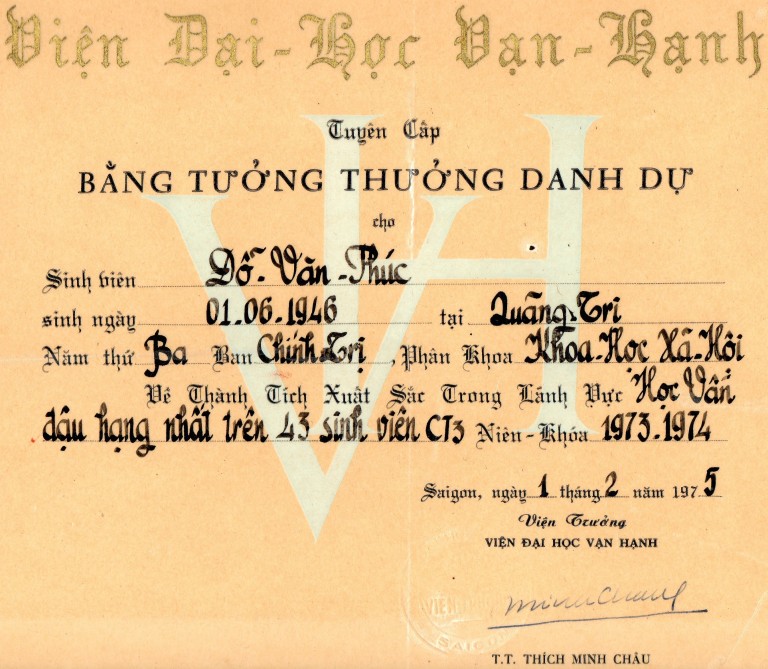 Viện Đại-Học Vạn-Hạnh
Tuyên Cấp
BẰNG TƯỞNG THƯỞNG DANH DỰ
cho
Sinh viên Đỗ-Văn-Phúc
sinh ngày 01.06.1946 tại Quảng-Trị
Năm thứ Ba Ban Chính-Trị, Phân Khoa Khoa-Học Xã-Hội
Về Thành Tích Xuất Sắc Trong Lãnh Vực Học Vấn
đậu hạng nhất trên 43 sinh viên CT3 Niên-Khóa 1973.1974
Saigon, ngày 1 tháng 2 năm 1975
Viện Trưởng
VIỆN ĐẠI HỌC VẠN HẠNH
T.T. THÍCH MINH CHÂU